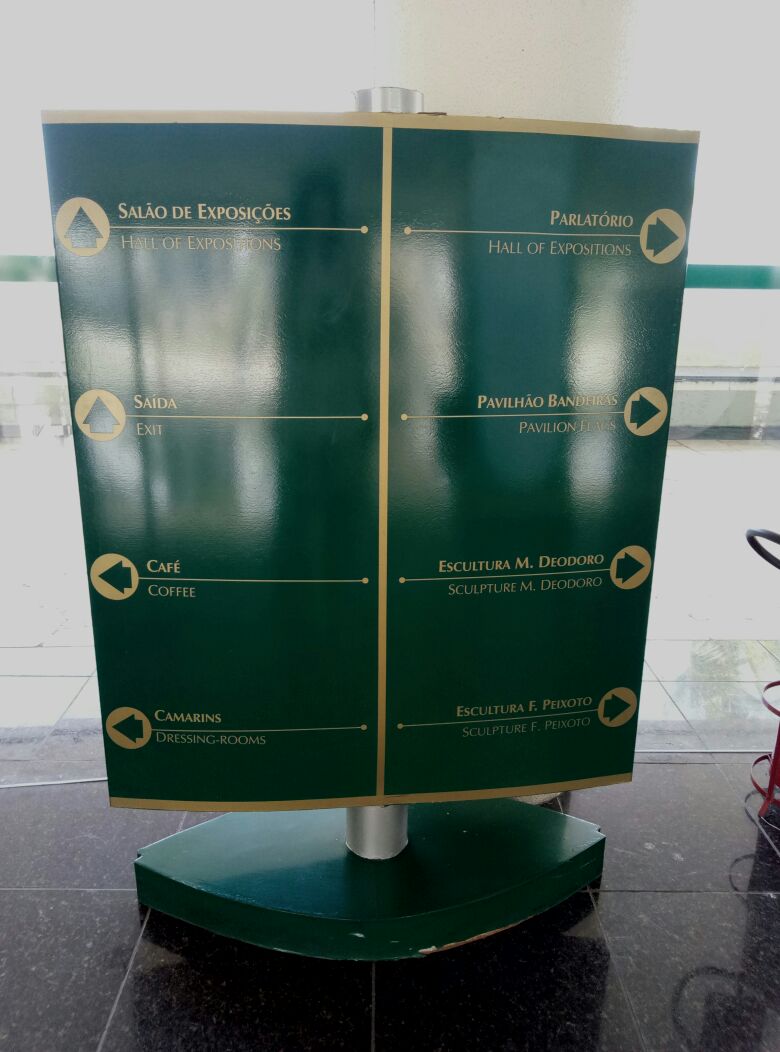 Salão de Exposições
Hall of Expositions
Saída
Exit
Café
Coffee
Camarins
Dressing-rooms
Parlatório
Hall of Expositions
Pavilhão Bandeiras
Pavilion Flags
Escultura M. Deodoro
Sculpture M. Deodoro
Escultura F. Peixoto
Sculpture F. Peixoto